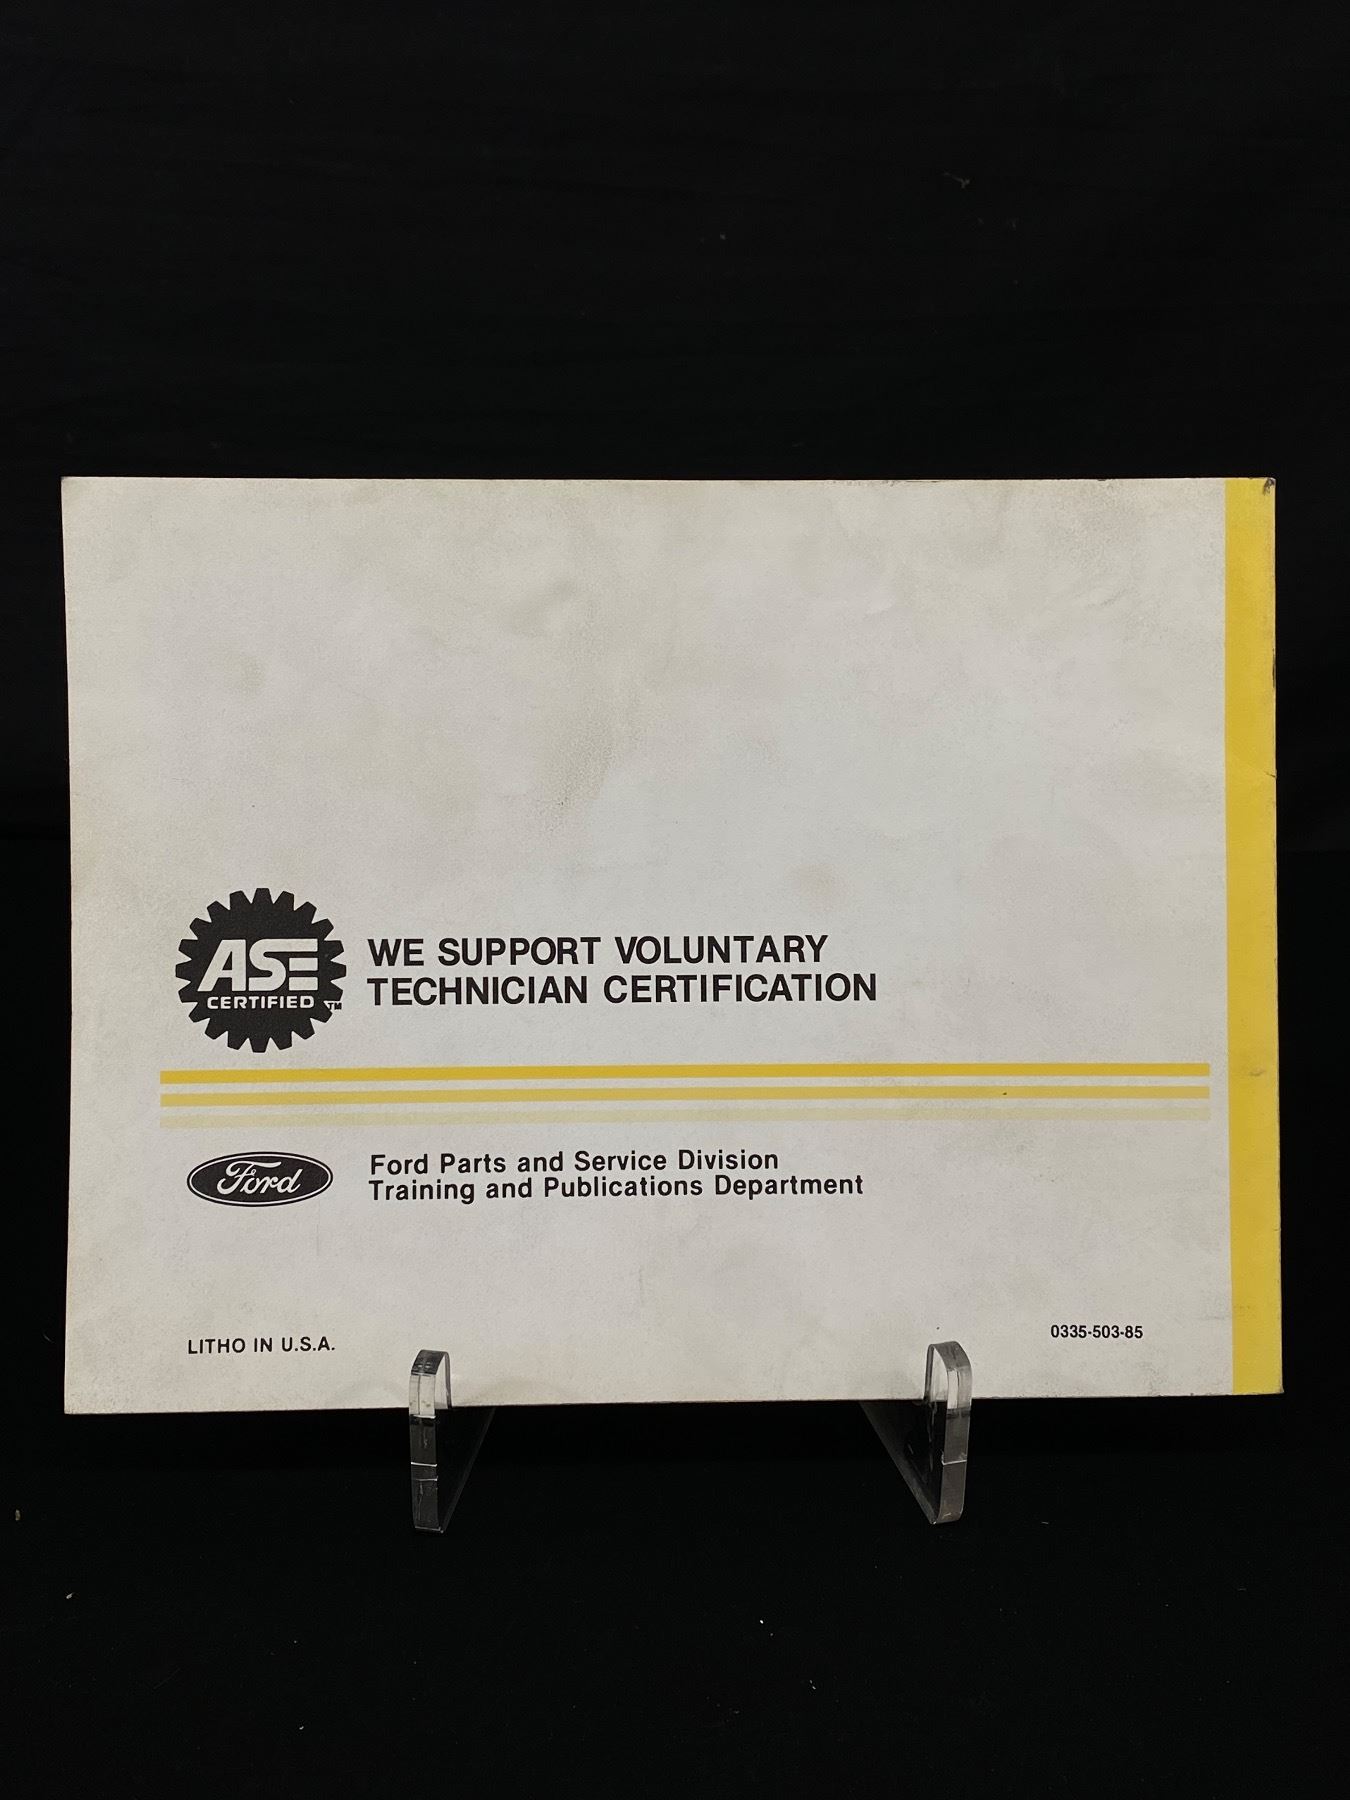 ASE
CERTIFIED TM
WE SUPPORT VOLUNTARY
TECHNICIAN CERTIFICATION
Ford
Ford Parts and Service Division
Training and Publications Department
LITHO IN U.S.A.
0335-503-85